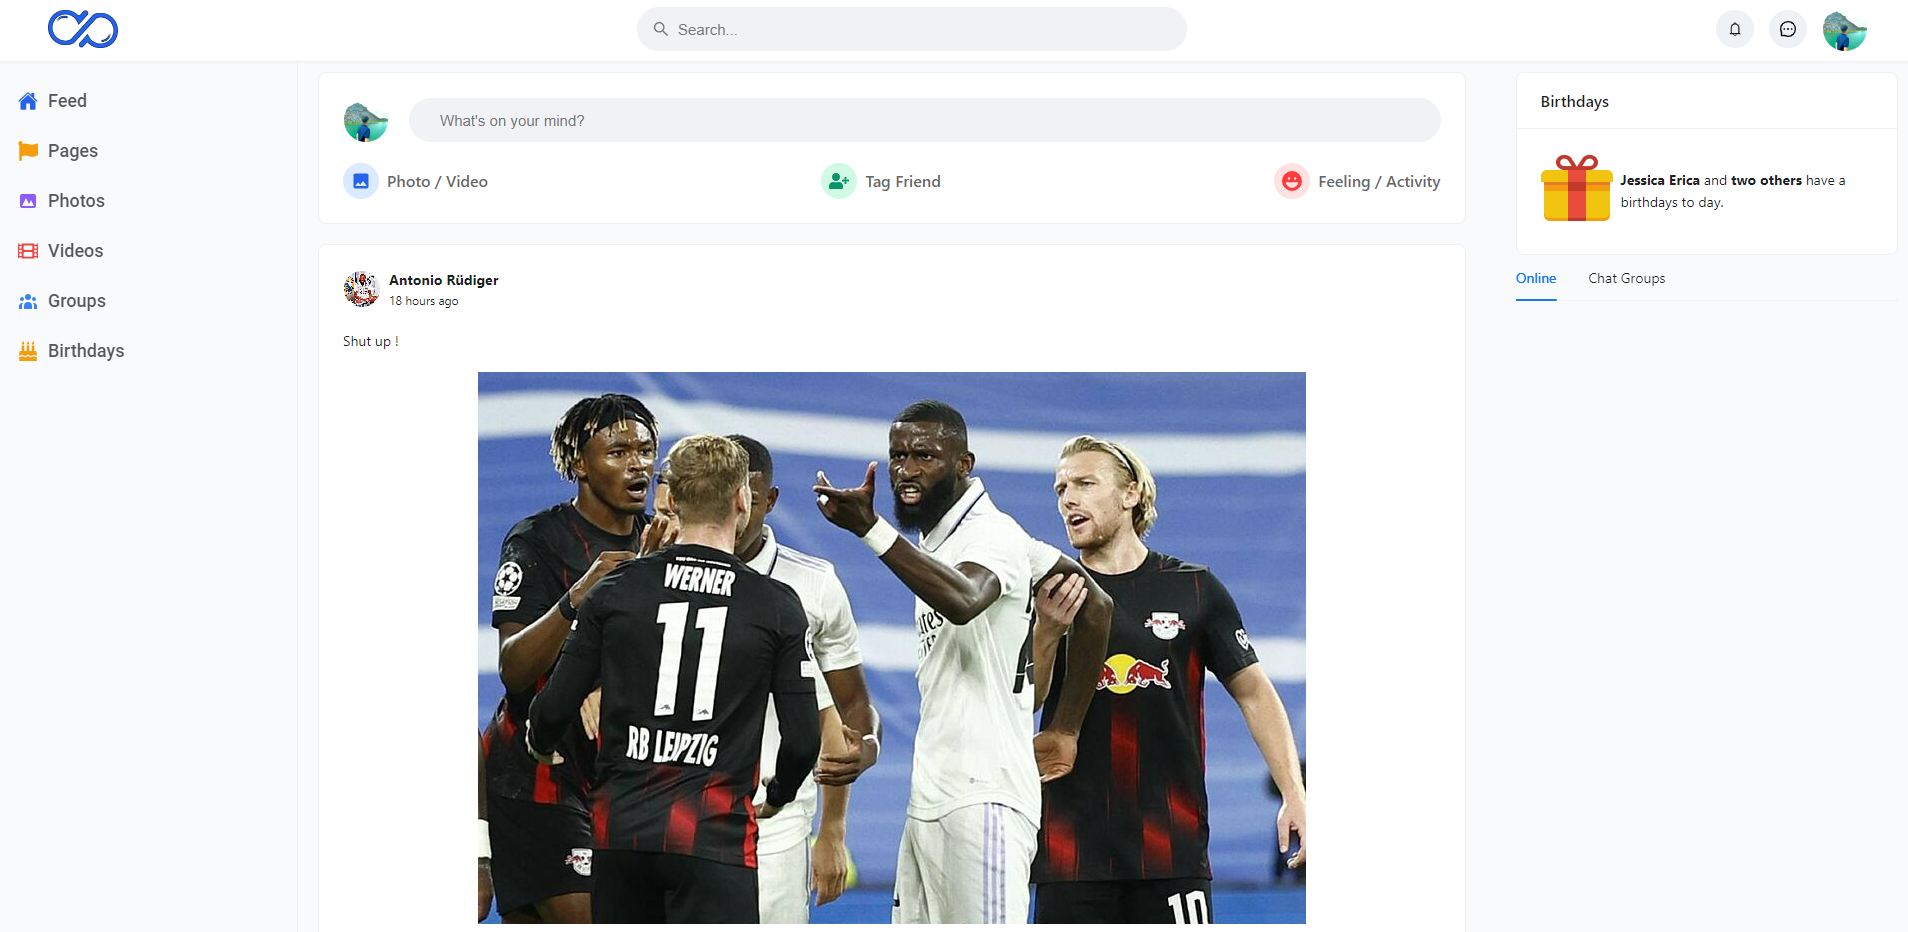 Search...
Feed
Pages
Photos
Videos
Groups
Birthdays
What's on your mind?
Photo / Video
Tag Friend
Feeling / Activity
Antonio Rüdiger
18 hours ago
Shut up !
WERNER
11
RB LEIPZIG
10
Birthdays
Jessica Erica and two others have a
birthdays to day.
Online
Chat Groups